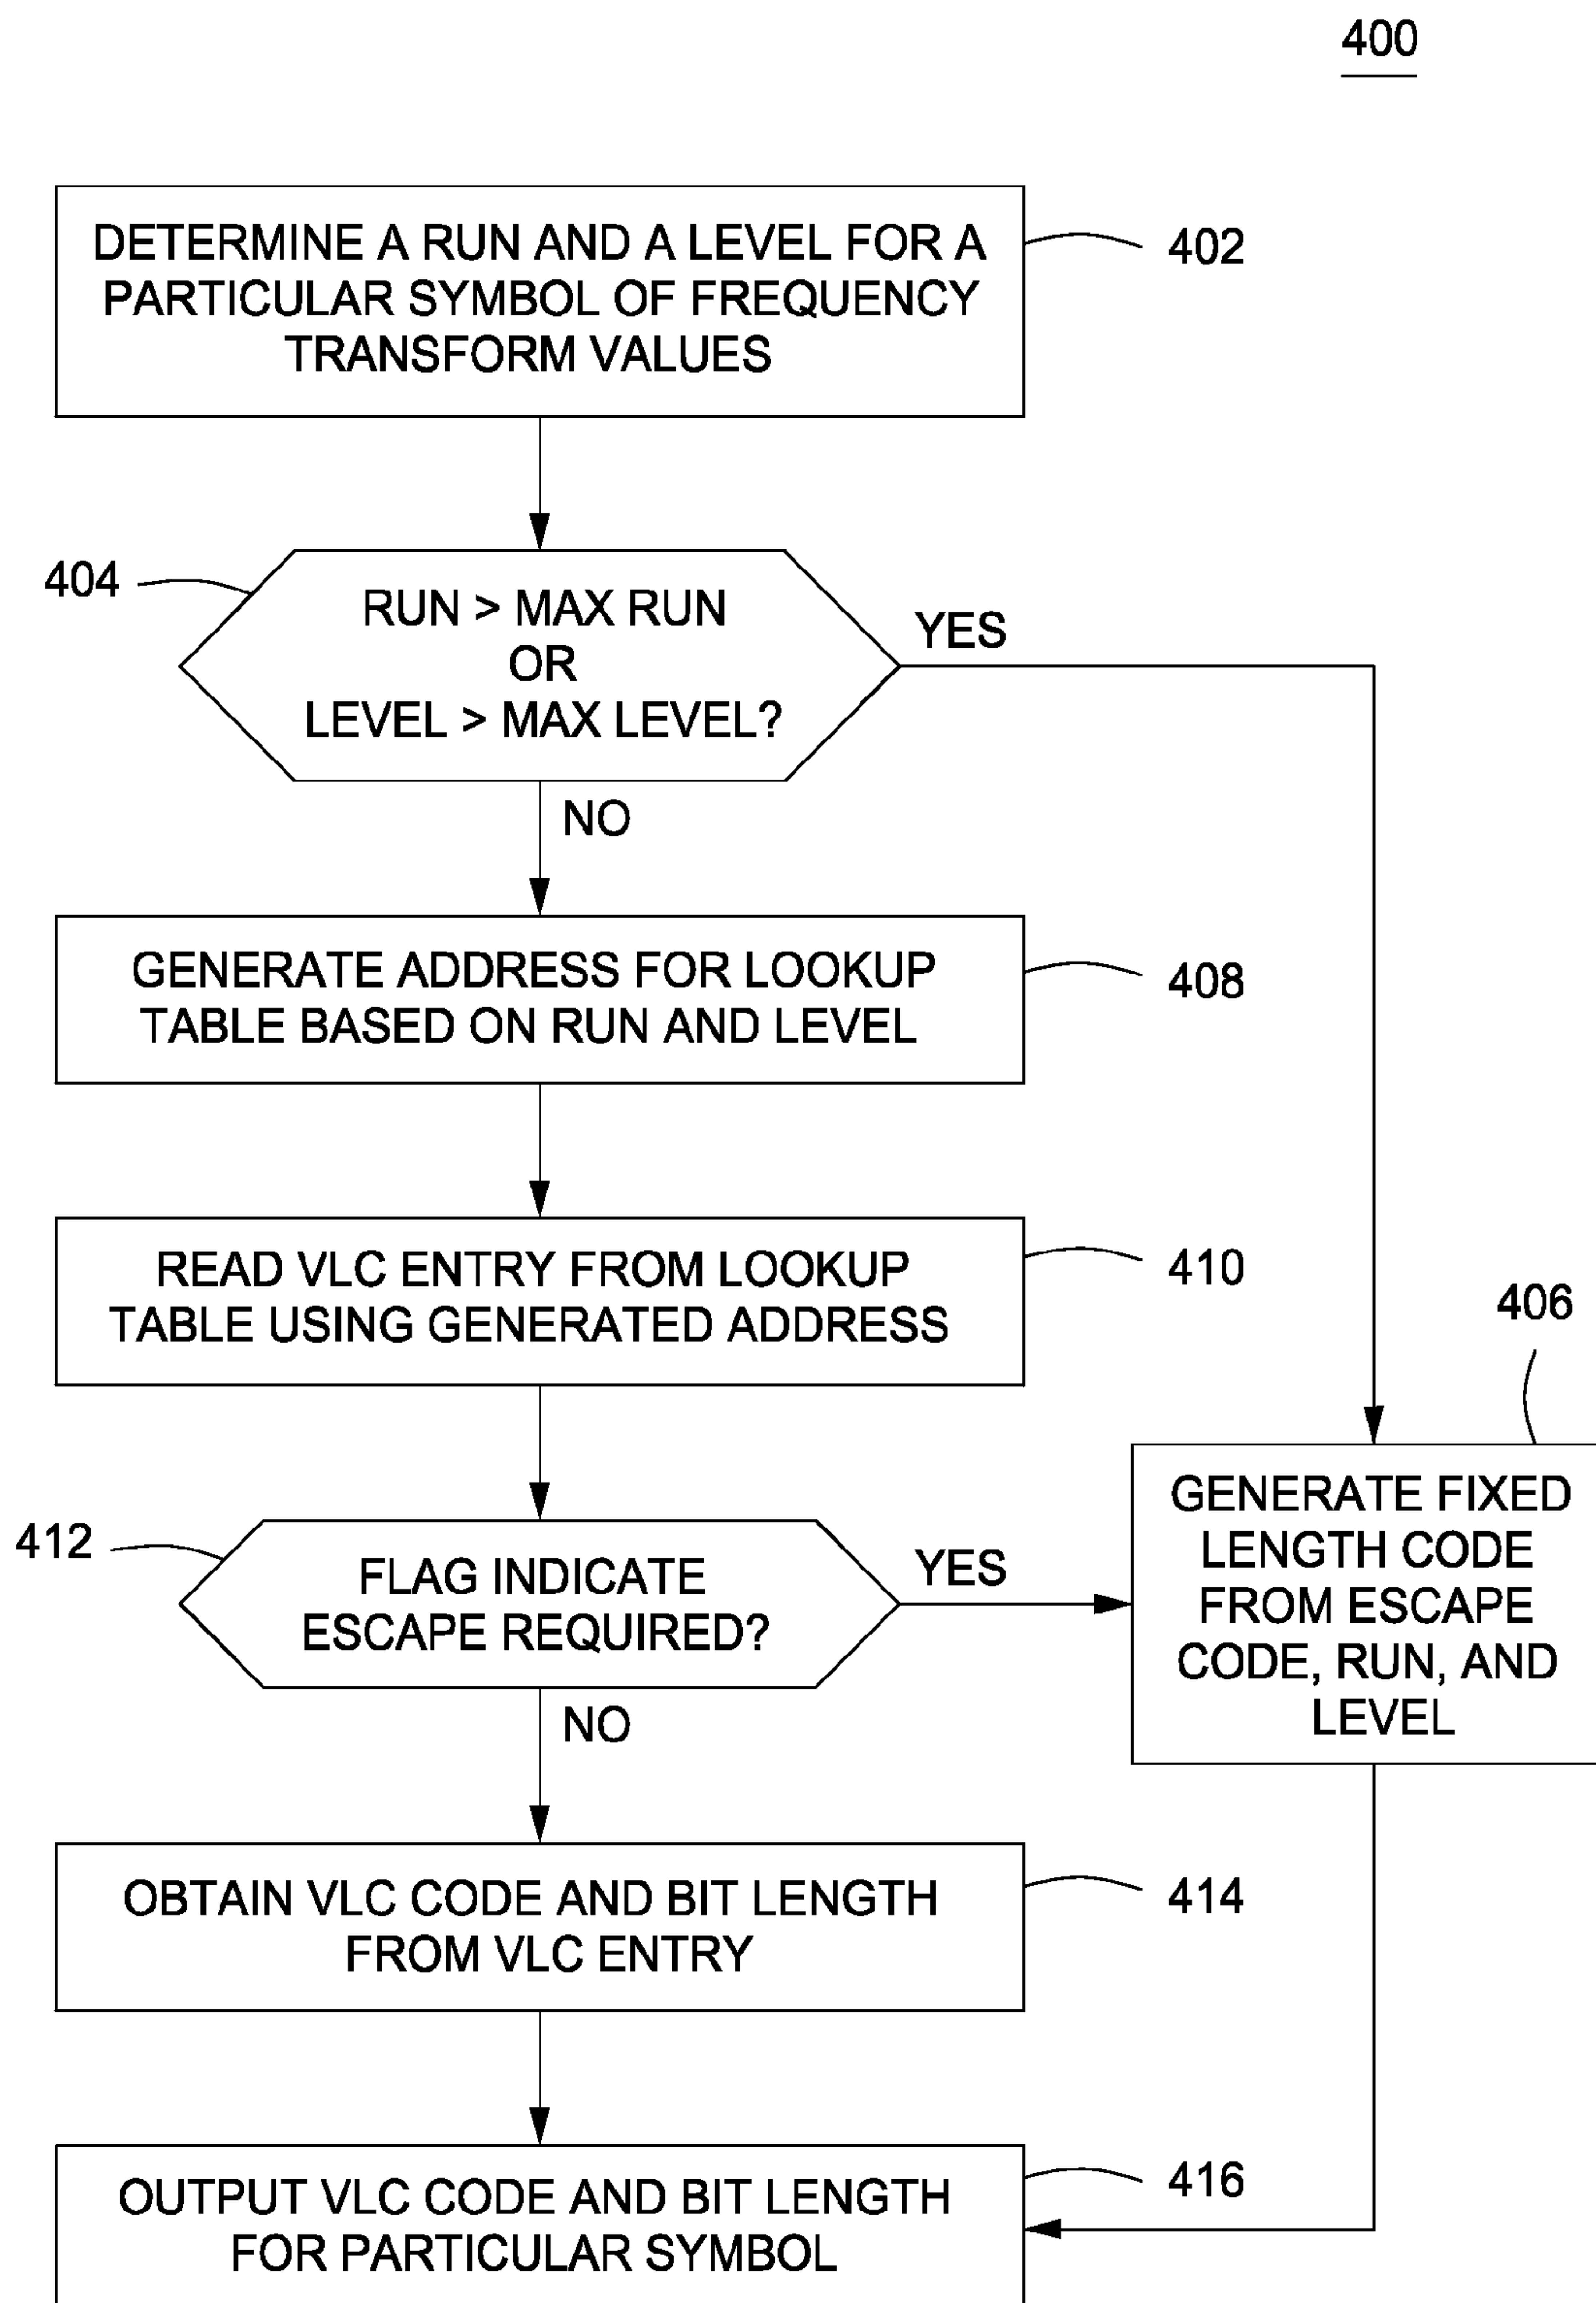 400
DETERMINE A RUN AND A LEVEL FOR A
PARTICULAR SYMBOL OF FREQUENCY
TRANSFORM VALUES
402
404
RUN > MAX RUN
OR
LEVEL > MAX LEVEL?
YES
NO
GENERATE ADDRESS FOR LOOKUP
TABLE BASED ON RUN AND LEVEL
408
READ VLC ENTRY FROM LOOKUP
TABLE USING GENERATED ADDRESS
410
406
GENERATE FIXED
LENGTH CODE
FROM ESCAPE
CODE, RUN, AND
LEVEL
412
FLAG INDICATE
ESCAPE REQUIRED?
YES
NO
OBTAIN VLC CODE AND BIT LENGTH
FROM VLC ENTRY
414
OUTPUT VLC CODE AND BIT LENGTH
FOR PARTICULAR SYMBOL
416